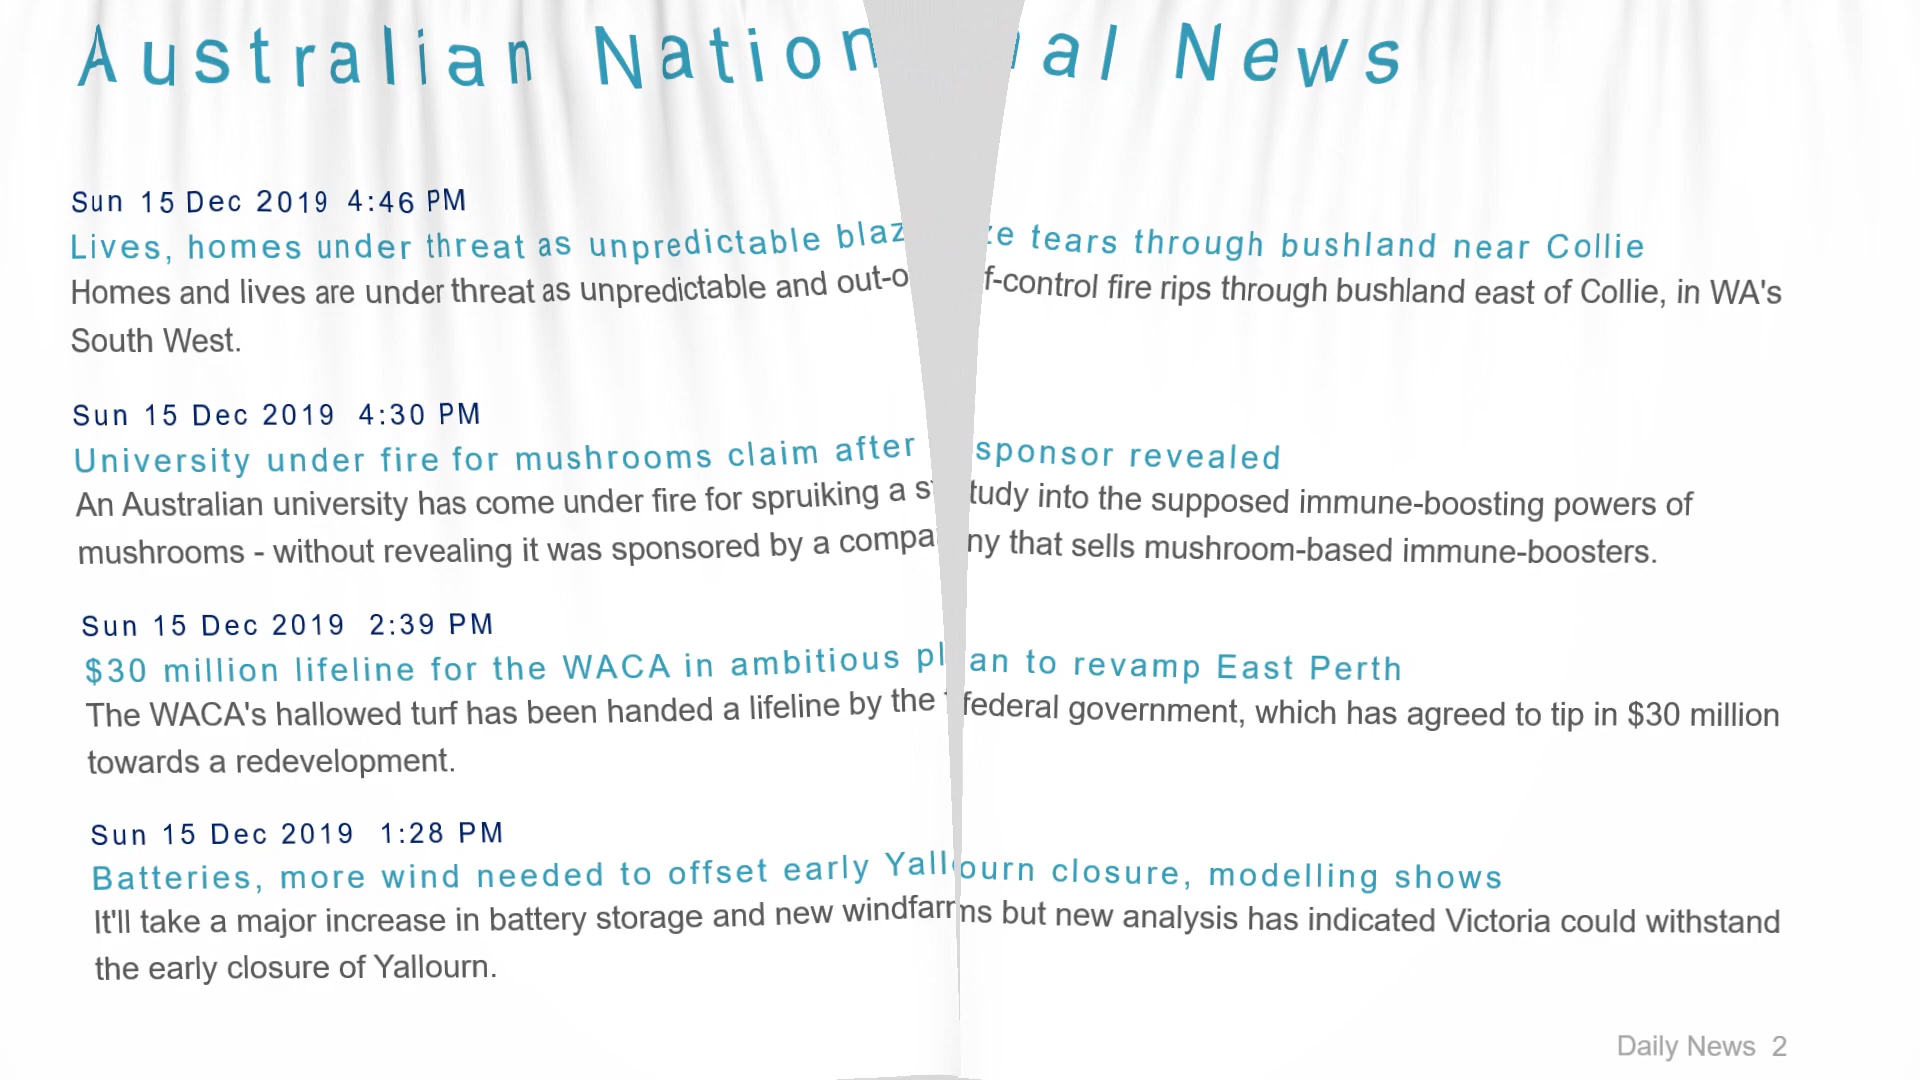 Australian National News
Sun 15 Dec 2019 4:46 PM
Lives, homes under threat as unpredictable blaze tears through bushland near Collie
Homes and lives are under threat as unpredictable and out-of-control fire rips through bushland east of Collie, in WA's
South West.
Sun 15 Dec 2019 4:30 PM
University under fire for mushrooms claim after sponsor revealed
An Australian university has come under fire for spruiking a study into the supposed immune-boosting powers of
mushrooms - without revealing it was sponsored by a company that sells mushroom-based immune-boosters.
Sun 15 Dec 2019 2:39 PM
$30 million lifeline for the WACA in ambitious plan to revamp East Perth
The WACA's hallowed turf has been handed a lifeline by the federal government, which has agreed to tip in $30 million
towards a redevelopment.
Sun 15 Dec 2019 1:28 PM
Batteries, more wind needed to offset early Yallourn closure, modelling shows
It'll take a major increase in battery storage and new windfarms but new analysis has indicated Victoria could withstand
the early closure of Yallourn.
Daily News 2